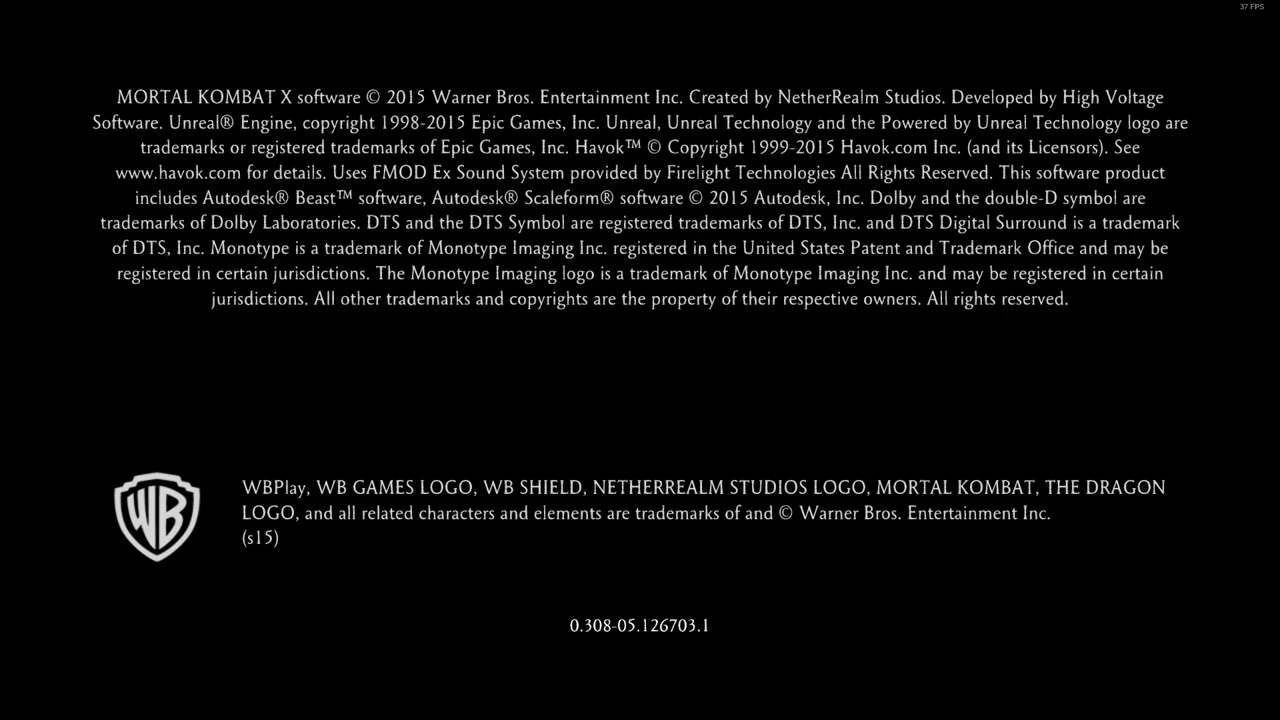 37 FPS
MORTAL KOMBAT X software © 2015 Warner Bros. Entertainment Inc. Created by NetherRealm Studios. Developed by High Voltage
Software. Unreal® Engine, copyright 1998-2015 Epic Games, Inc. Unreal, Unreal Technology and the Powered by Unreal Technology logo are
trademarks or registered trademarks of Epic Games, Inc. Havok™ © Copyright 1999-2015 Havok.com Inc. (and its Licensors). See
www.havok.com for details. Uses FMOD Ex Sound System provided by Firelight Technologies All Rights Reserved. This software product
includes Autodesk® Beast™ software, Autodesk® Scaleform® software © 2015 Autodesk, Inc. Dolby and the double-D symbol are
trademarks of Dolby Laboratories. DTS and the DTS Symbol are registered trademarks of DTS, Inc. and DTS Digital Surround is a trademark
of DTS, Inc. Monotype is a trademark of Monotype Imaging Inc. registered in the United States Patent and Trademark Office and may be
registered in certain jurisdictions. The Monotype Imaging logo is a trademark of Monotype Imaging Inc. and may be registered in certain
jurisdictions. All other trademarks and copyrights are the property of their respective owners. All rights reserved.
WB
WBPlay, WB GAMES LOGO, WB SHIELD, NETHERREALM STUDIOS LOGO, MORTAL KOMBAT, THE DRAGON
LOGO, and all related characters and elements are trademarks of and © Warner Bros. Entertainment Inc.
(s15)
0.308-05.126703.1